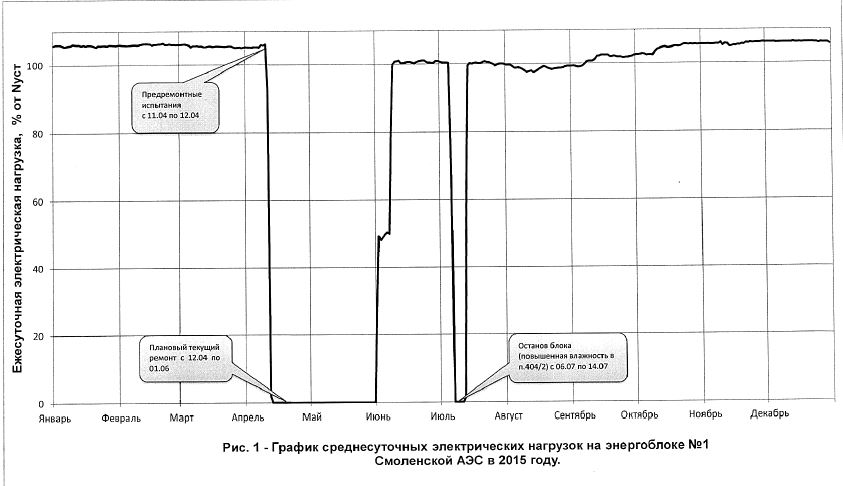 Ежесуточная электрическая нагрузка, % от Nуст
100
80
60
40
20
0
Предремонтные
испытания
с 11.04 по 12.04
Плановый текущий
ремонт с 12.04 по
01.06
Останов блока
(повышенная влажность в
п.404/2) с 06.07 по 14.07
Январь Февраль Март Апрель Май Июнь Июль Август Сентябрь Октябрь Ноябрь Декабрь
Рис. 1 - График среднесуточных электрических нагрузок на энергоблоке №1
Смоленской АЭС в 2015 году.